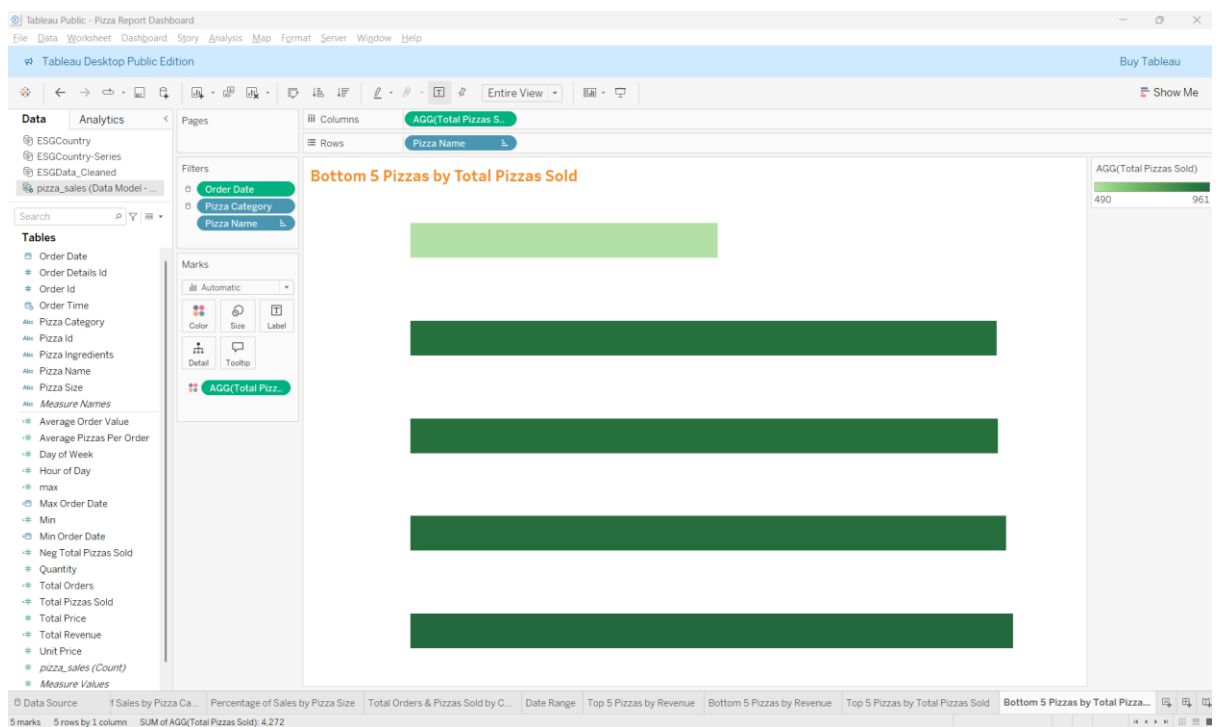 Tableau Public - Pizza Report Dashboard
File Data Worksheet Dashboard Story Analysis Map Format Server Window Help
Tableau Desktop Public Edition
Buy Tableau
Entire View
Show Me
Data Analytics
ESGCountry
ESGCountry-Series
ESGData_Cleaned
pizza_sales (Data Model - ...
Search
Tables
Order Date
Order Details Id
Order Id
Order Time
Abc Pizza Category
Abc Pizza Id
Abc Pizza Ingredients
Abc Pizza Name
Abc Pizza Size
Abc Measure Names
Average Order Value
Average Pizzas Per Order
Day of Week
Hour of Day
max
Max Order Date
Min
Min Order Date
Neg Total Pizzas Sold
Quantity
Total Orders
Total Pizzas Sold
Total Price
Total Revenue
Unit Price
pizza_sales (Count)
Measure Values
Pages
Filters
Order Date
Pizza Category
Pizza Name
Marks
Automatic
Color Size Label
Detail Tooltip
AGG(Total Pizz..
Columns AGG(Total Pizzas S..
Rows Pizza Name
Bottom 5 Pizzas by Total Pizzas Sold
AGG(Total Pizzas Sold)
490 961
Data Source f Sales by Pizza Ca... Percentage of Sales by Pizza Size Total Orders & Pizzas Sold by C... Date Range Top 5 Pizzas by Revenue Bottom 5 Pizzas by Revenue Top 5 Pizzas by Total Pizzas Sold Bottom 5 Pizzas by Total Pizza...
5 marks 5 rows by 1 column SUM of AGG(Total Pizzas Sold): 4,272